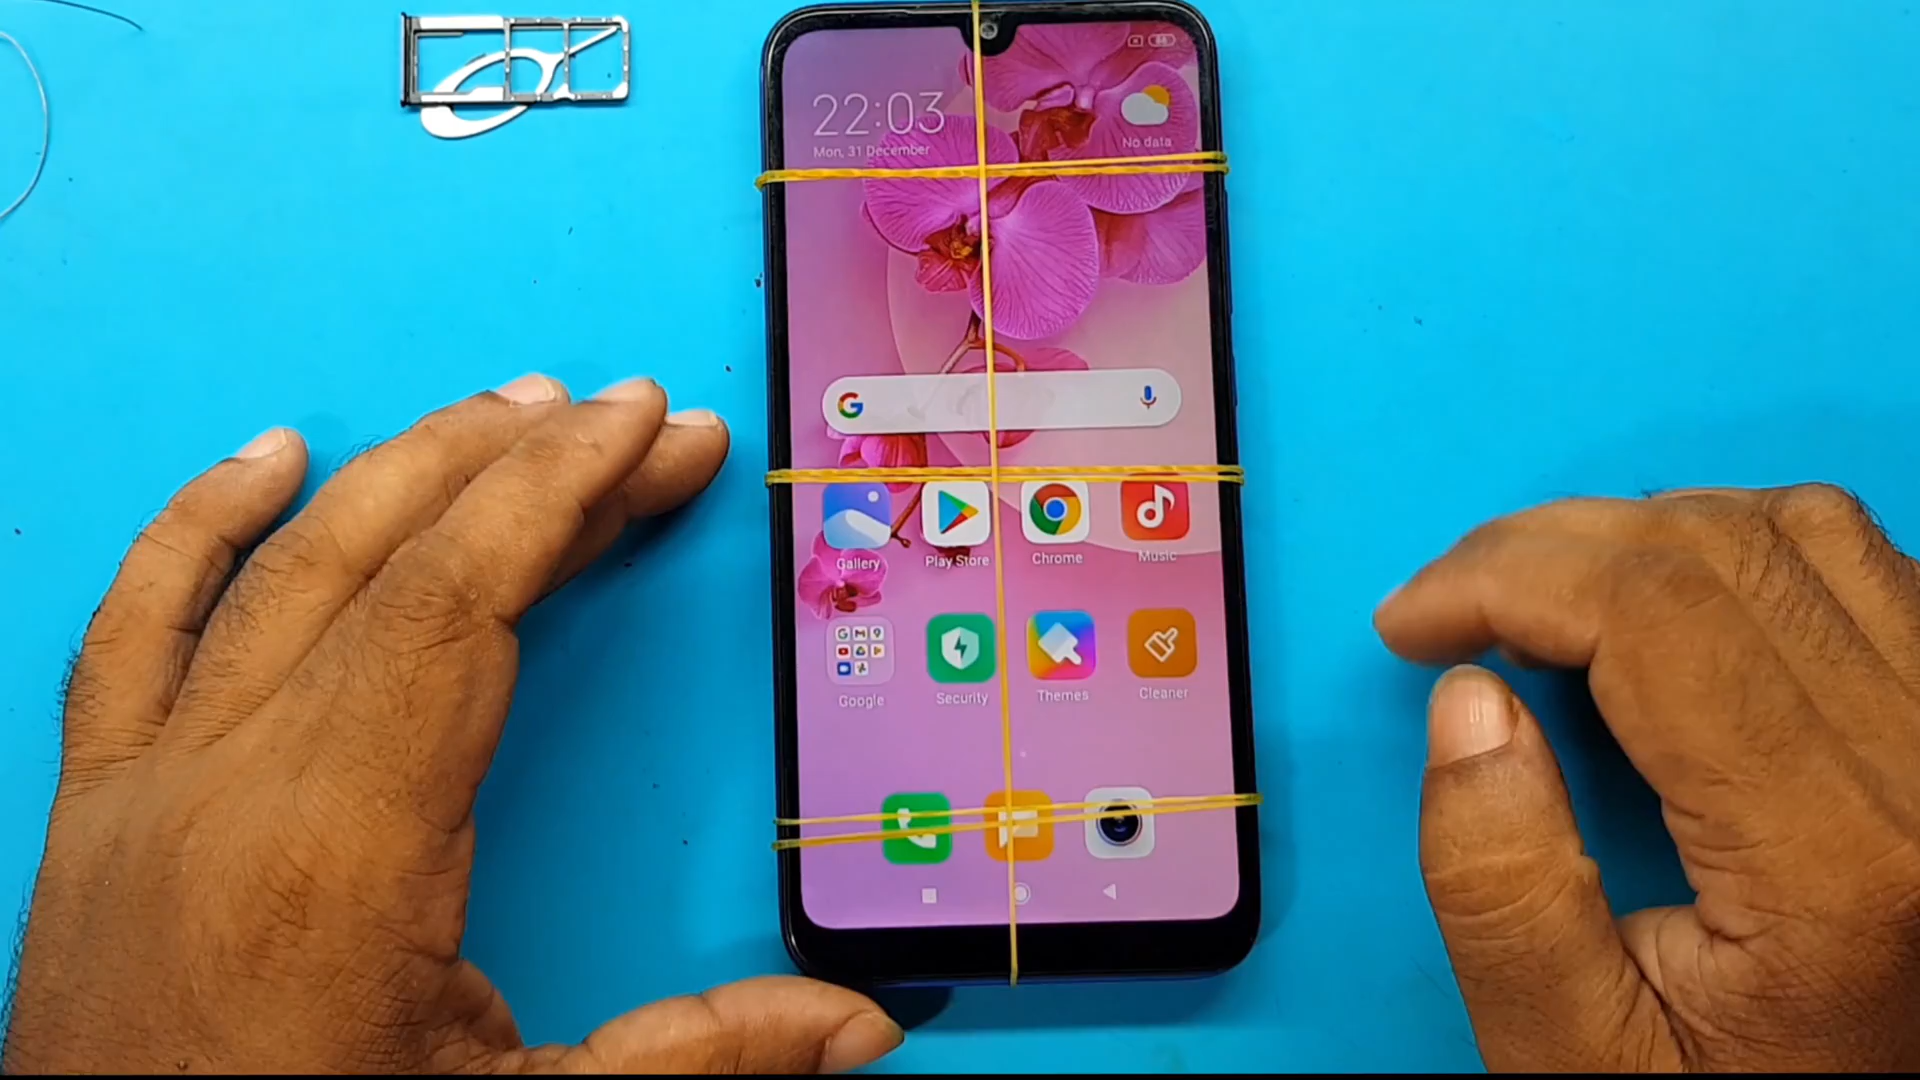 22:03
Mon, 31 December
No data
Gallery
Play Store
Chrome
Music
Google
Security
Themes
Cleaner